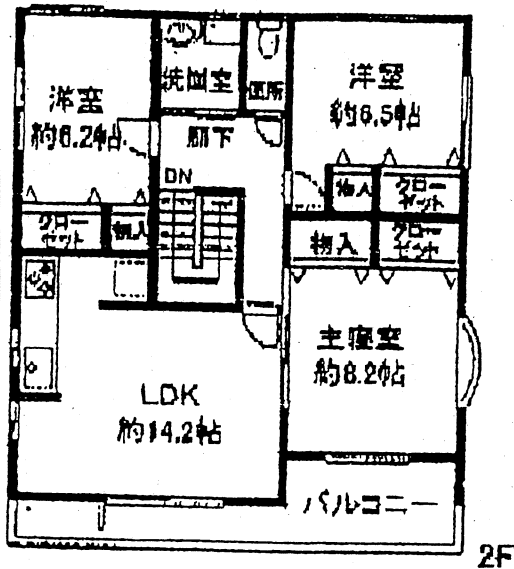 洗面室
便所
洋室
約6.2帖
洋室
約6.5帖
廊下
DN
物入
クロー
ゼット
クロー
ゼット
物入
物入
クロー
ゼット
主寝室
約8.2帖
LDK
約14.2帖
バルコニー
2F